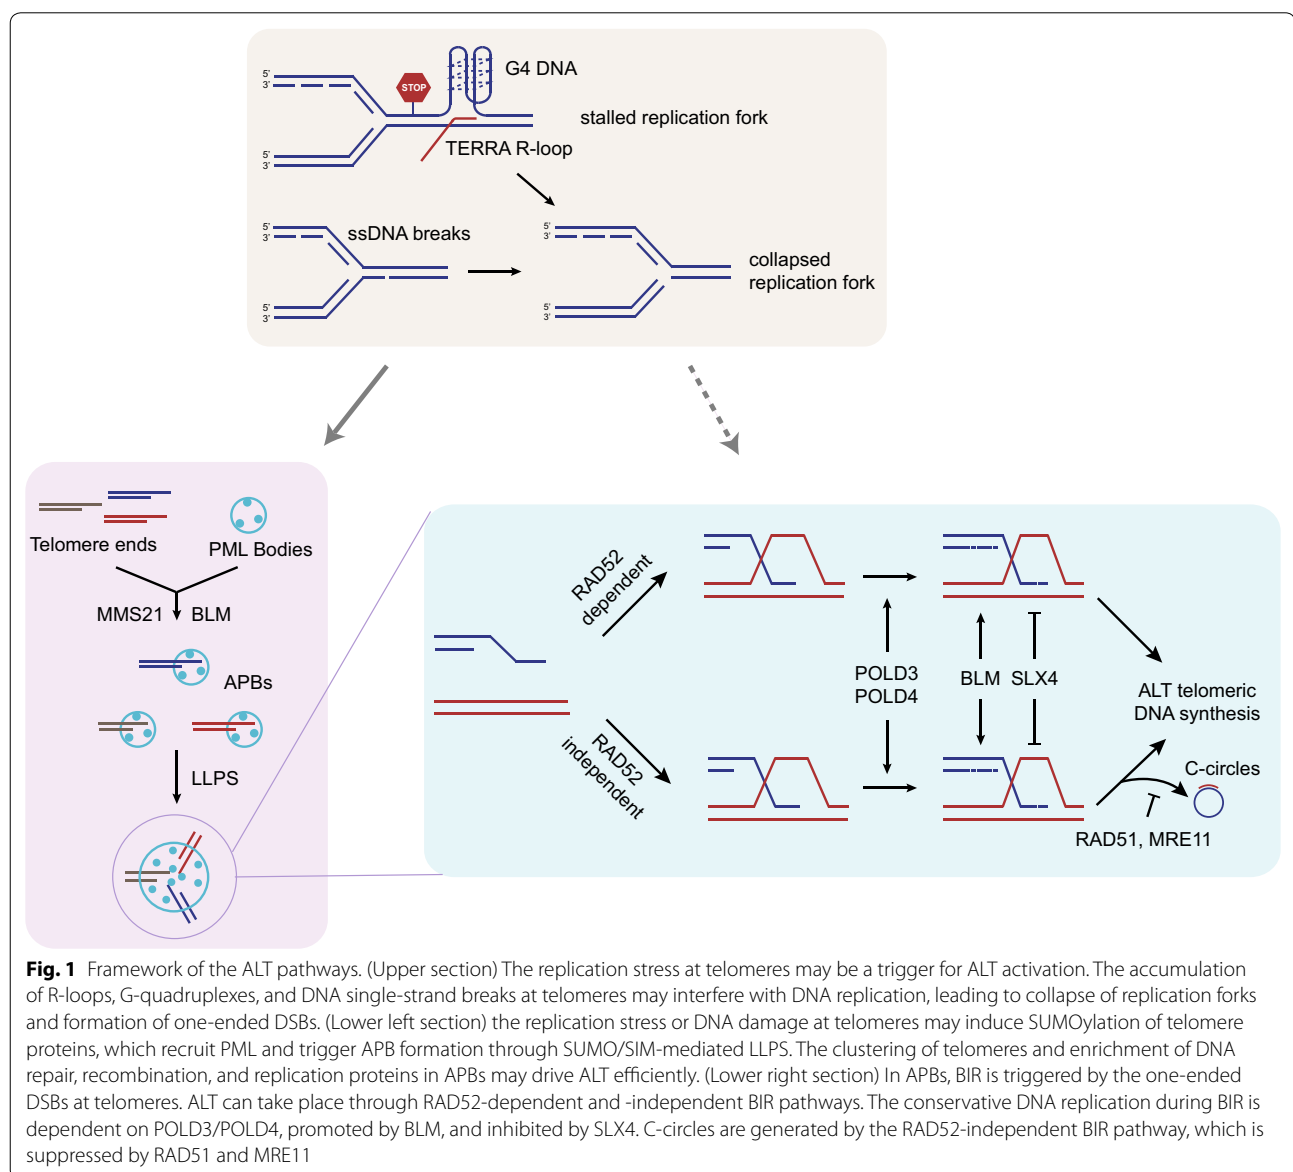 5'
3'
STOP
G4 DNA
stalled replication fork
5'
3'
TERRA R-loop
5'
3'
ssDNA breaks
5'
3'
5'
3'
collapsed
replication fork
5'
3'
Telomere ends
PML Bodies
MMS21
BLM
APBs
LLPS
RAD52
dependent
RAD52
independent
POLD3
POLD4
BLM
SLX4
ALT telomeric
DNA synthesis
C-circles
RAD51, MRE11
Fig. 1 Framework of the ALT pathways. (Upper section) The replication stress at telomeres may be a trigger for ALT activation. The accumulation
of R-loops, G-quadruplexes, and DNA single-strand breaks at telomeres may interfere with DNA replication, leading to collapse of replication forks
and formation of one-ended DSBs. (Lower left section) the replication stress or DNA damage at telomeres may induce SUMOylation of telomere
proteins, which recruit PML and trigger APB formation through SUMO/SIM-mediated LLPS. The clustering of telomeres and enrichment of DNA
repair, recombination, and replication proteins in APBs may drive ALT efficiently. (Lower right section) In APBs, BIR is triggered by the one-ended
DSBs at telomeres. ALT can take place through RAD52-dependent and -independent BIR pathways. The conservative DNA replication during BIR is
dependent on POLD3/POLD4, promoted by BLM, and inhibited by SLX4. C-circles are generated by the RAD52-independent BIR pathway, which is
suppressed by RAD51 and MRE11